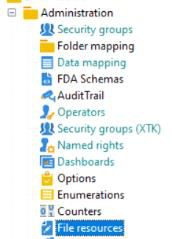 Administration
Security groups
Folder mapping
Data mapping
FDA Schemas
AuditTrail
Operators
Security groups (XTK)
Named rights
Dashboards
Options
Enumerations
Counters
File resources